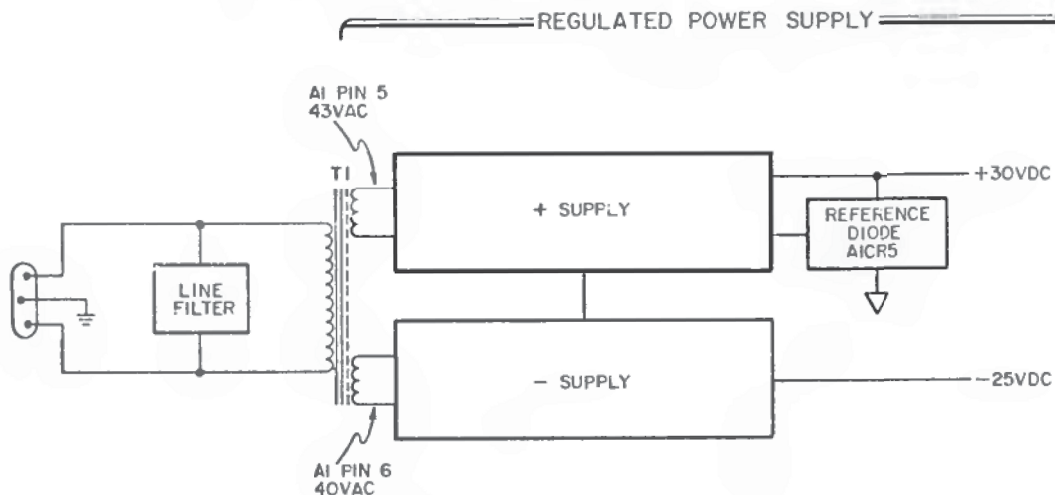 REGULATED POWER SUPPLY
A1 PIN 5
43VAC
T1
+ SUPPLY
+30VDC
REFERENCE
DIODE
A1CR5
LINE
FILTER
- SUPPLY
-25VDC
A1 PIN 6
40VAC